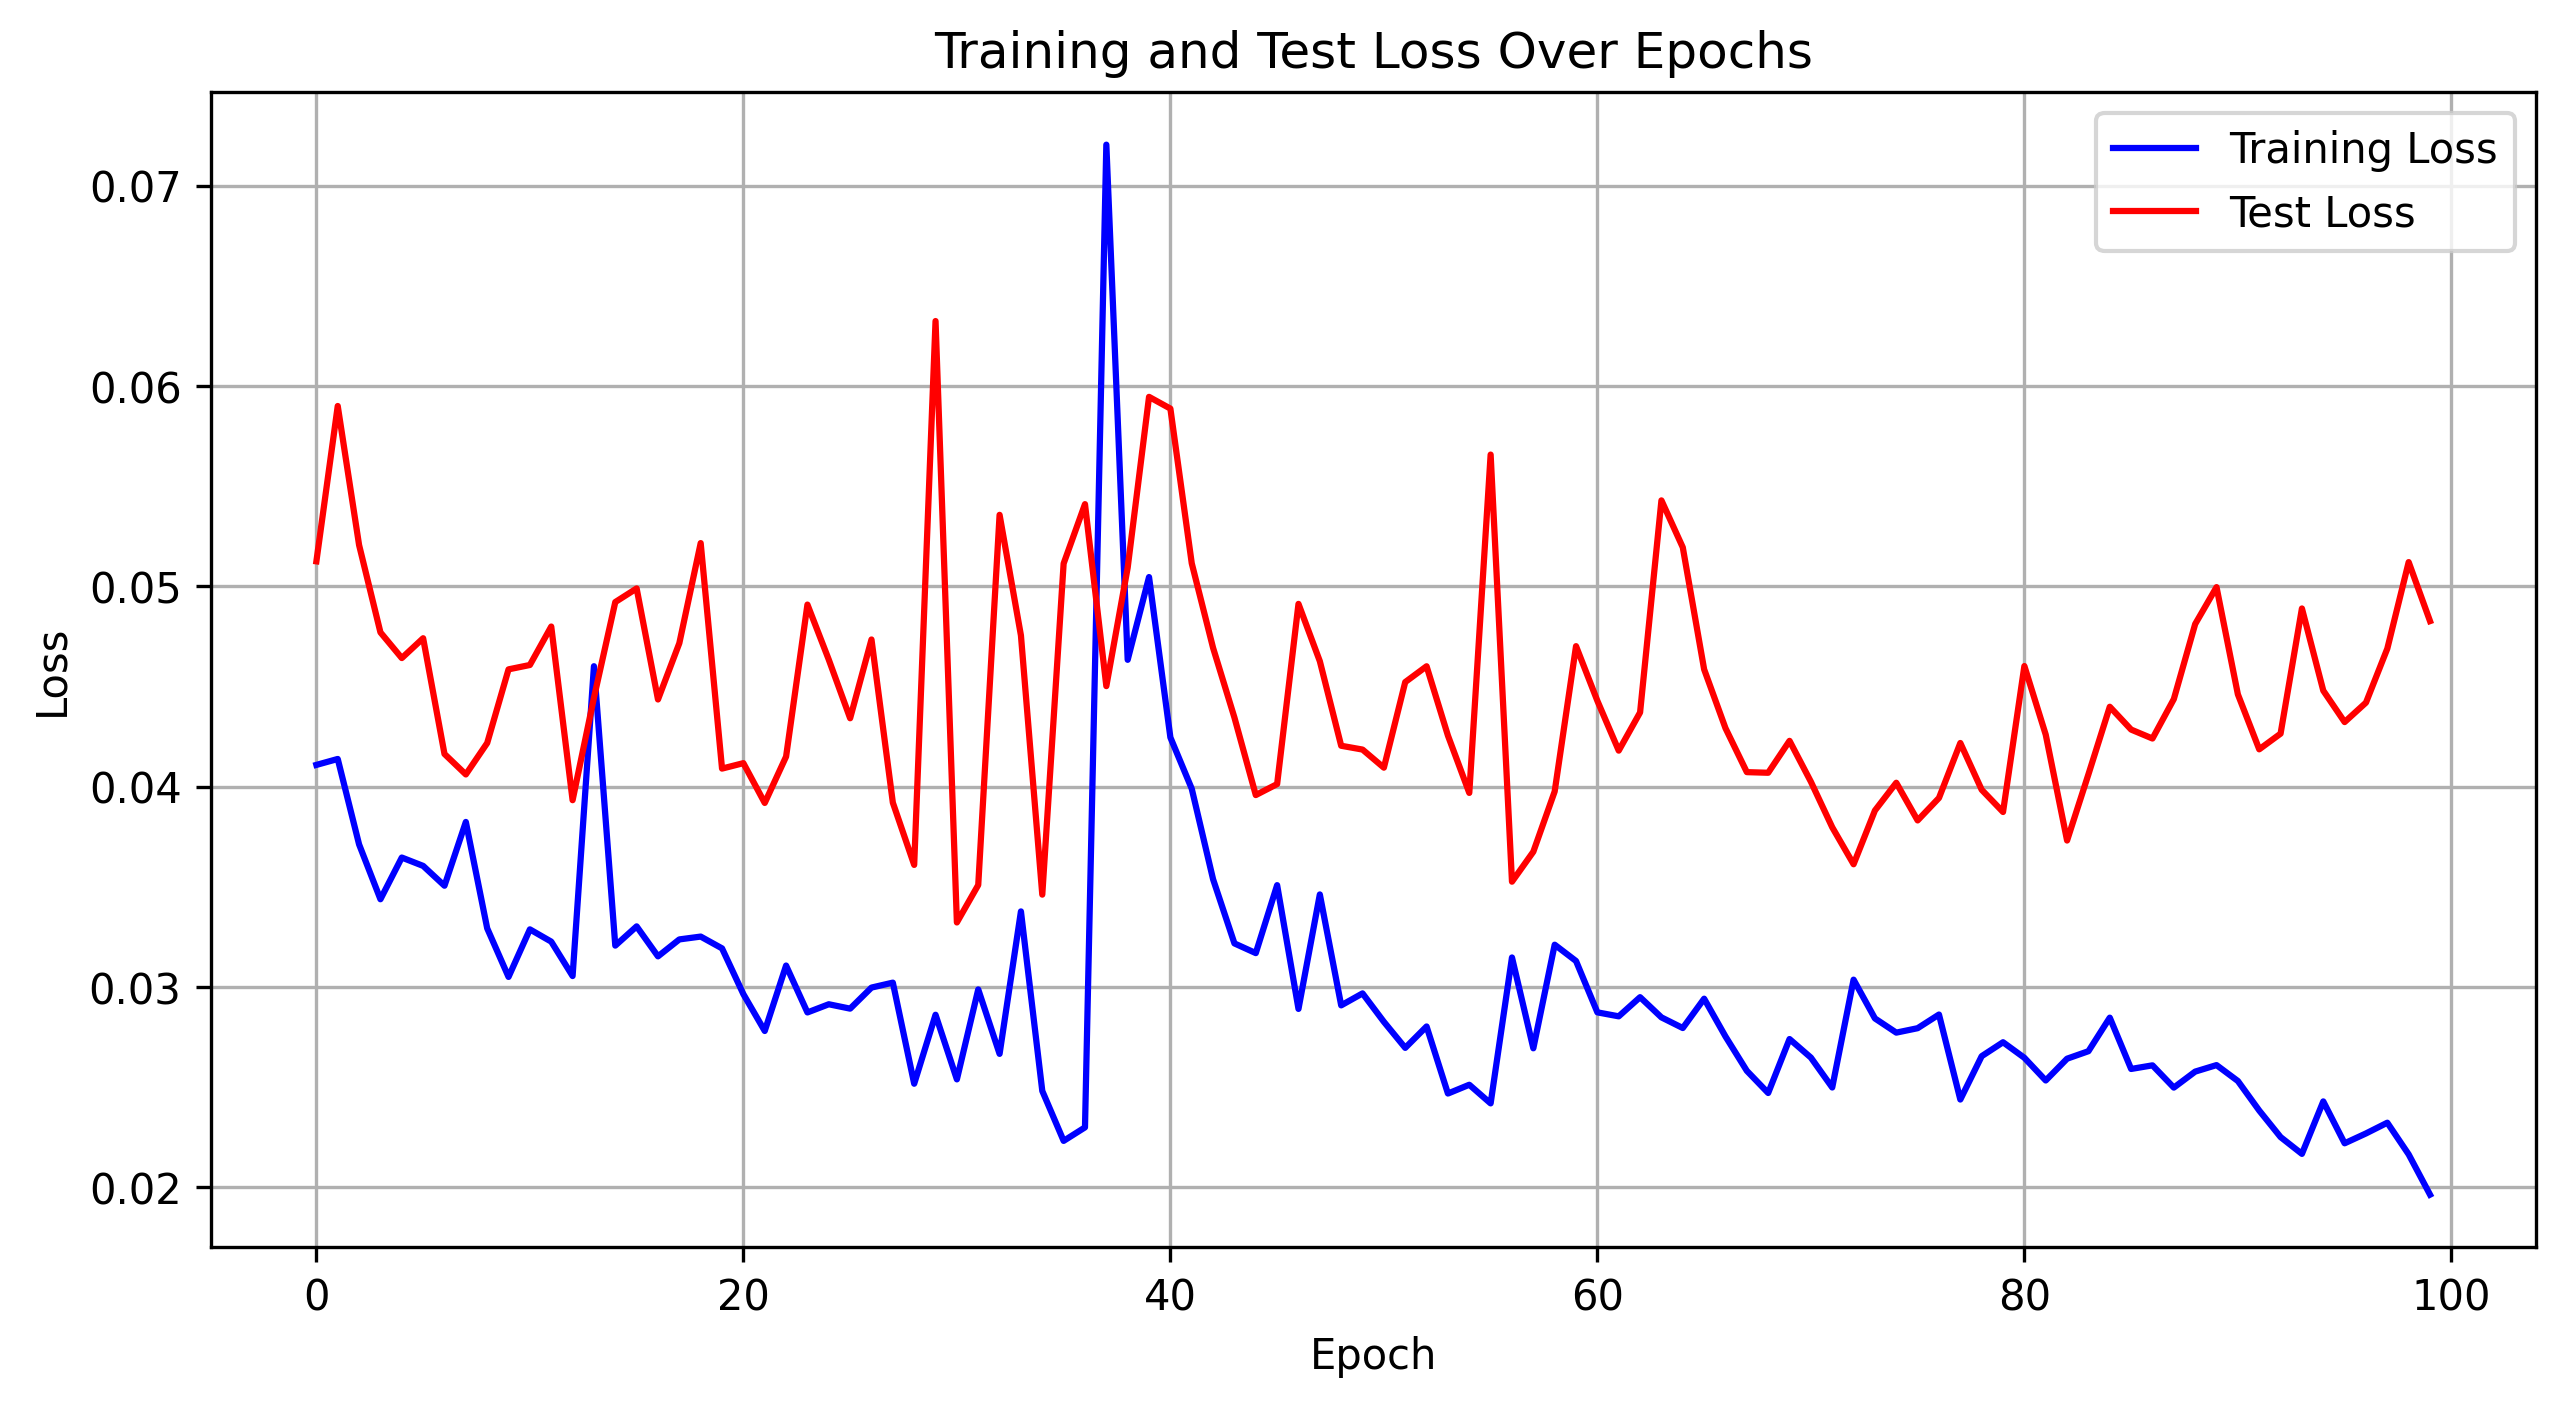 Training and Test Loss Over Epochs
Training Loss
Test Loss
0.07
0.06
0.05
0.04
0.03
0.02
Loss
0 20 40 60 80 100
Epoch